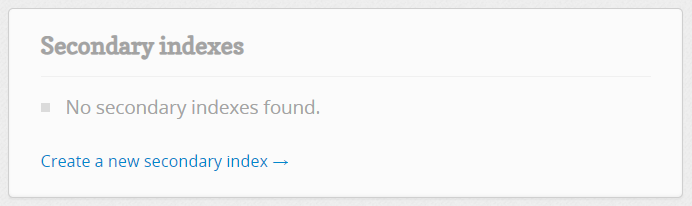 Secondary indexes
No secondary indexes found.
Create a new secondary index →